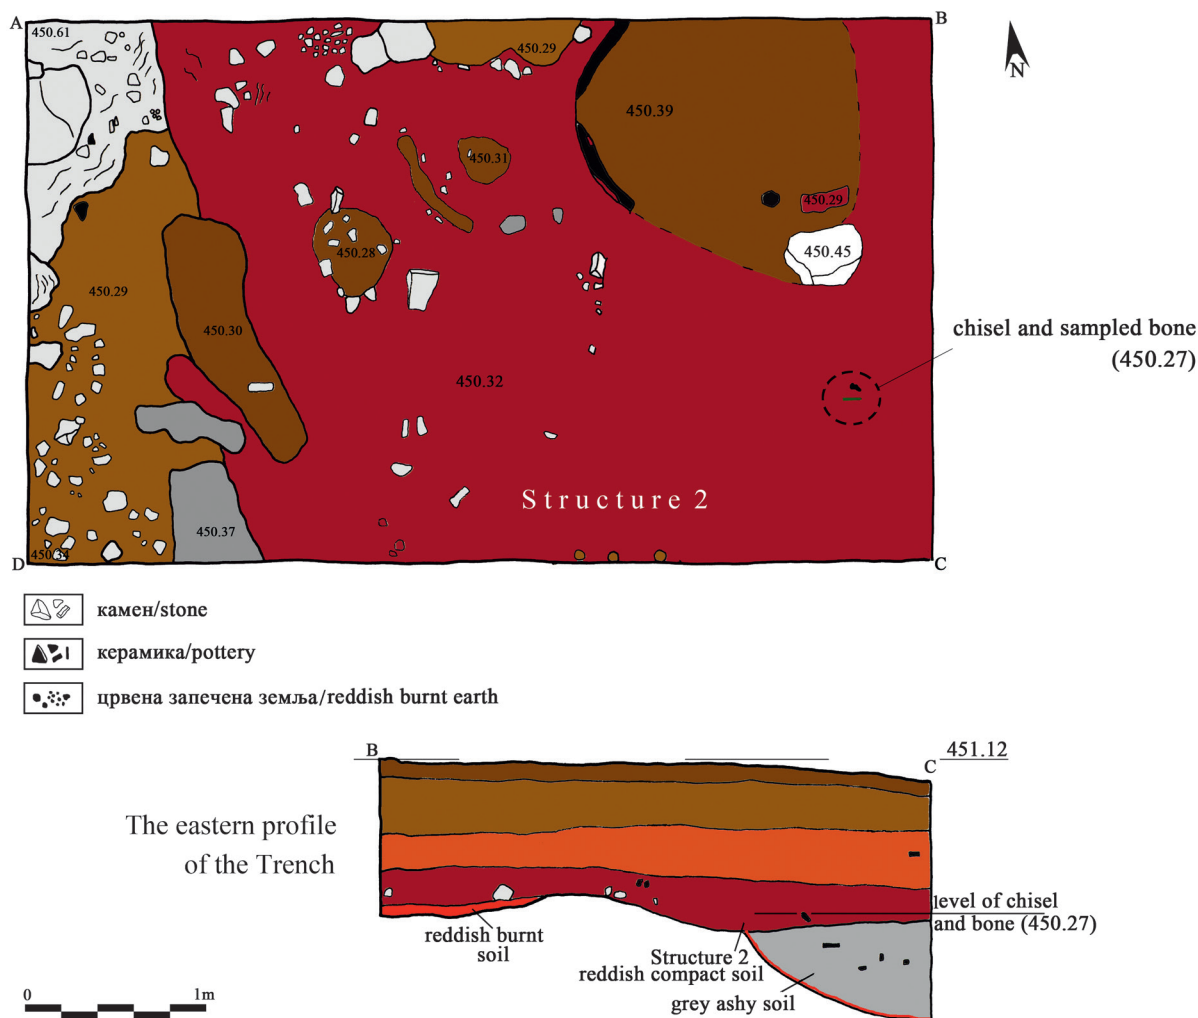 A
B
450.61
450.29
N
450.39
450.31
450.29
450.28
450.45
450.29
450.30
chisel and sampled bone
(450.27)
450.32
Structure 2
450.37
450.34
D
C
камен/stone
керамика/pottery
црвена запечена земља/reddish burnt earth
B
451.12
C
The eastern profile
of the Trench
level of chisel
and bone (450.27)
reddish burnt
soil
Structure 2
reddish compact soil
grey ashy soil
0
1m